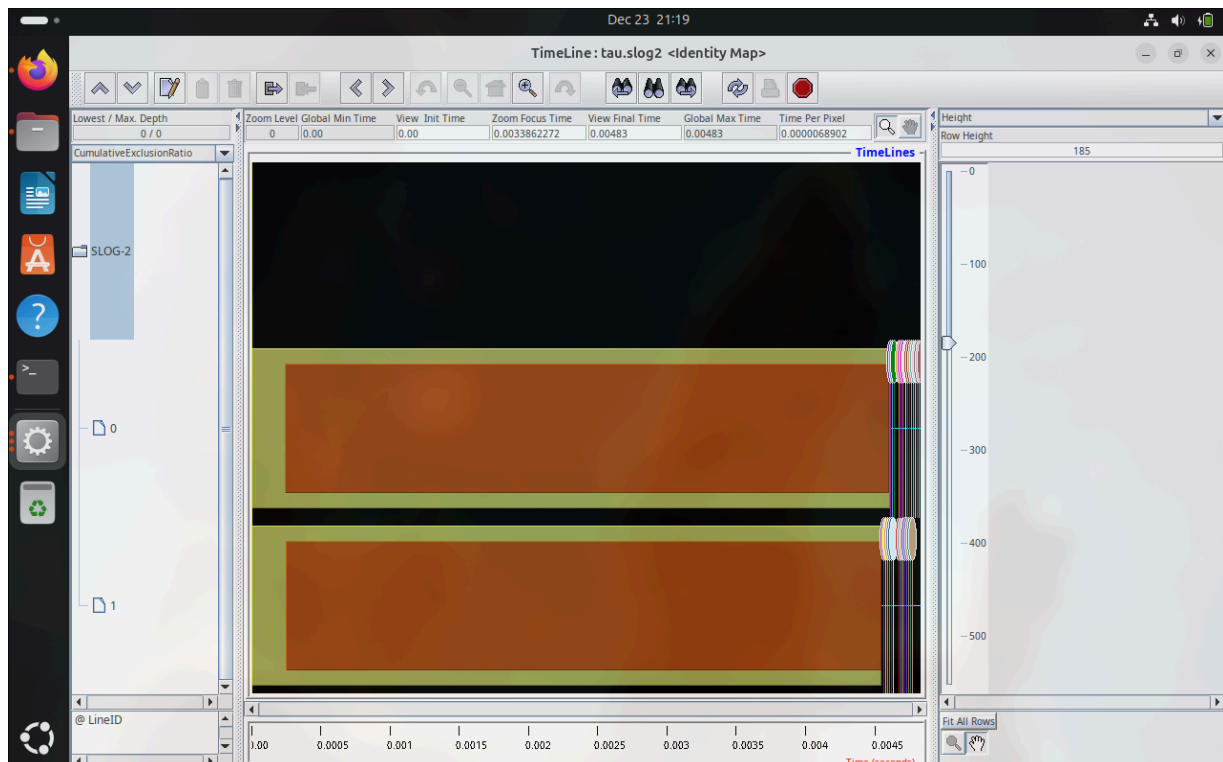 Dec 23 21:19
TimeLine : tau.slog2 <Identity Map>
Lowest / Max. Depth
0 / 0
Zoom Level Global Min Time View Init Time Zoom Focus Time View Final Time Global Max Time Time Per Pixel
0 0.00 0.00 0.0033862272 0.00483 0.00483 0.0000068902
CumulativeExclusionRatio
TimeLines
Height
Row Height
185
SLOG-2
0
1
0
100
200
300
400
500
@ LineID
Fit All Rows
0.0005 0.001 0.0015 0.002 0.0025 0.003 0.0035 0.004 0.0045
Time (seconds)